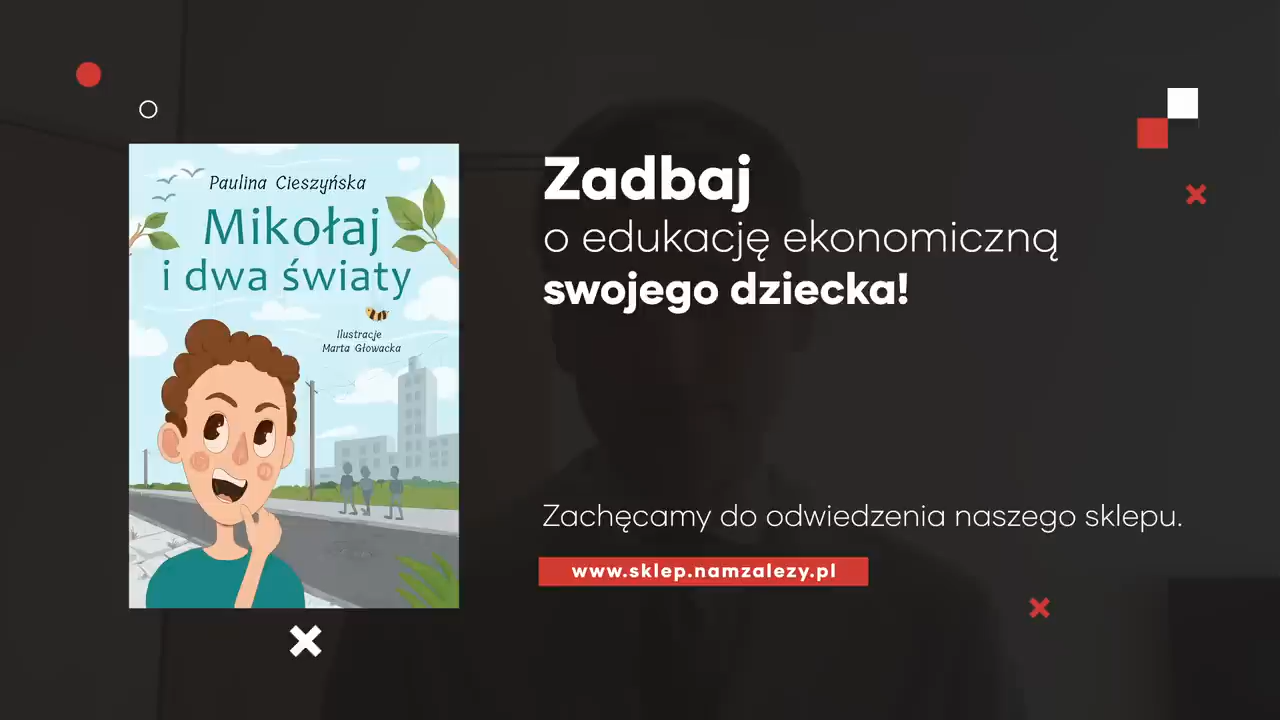 Paulina Cieszyńska
Mikołaj
i dwa światy
Ilustracje
Marta Głowacka
Zadbaj
o edukację ekonomiczną
swojego dziecka!
Zachęcamy do odwiedzenia naszego sklepu.
www.sklep.namzalezy.pl